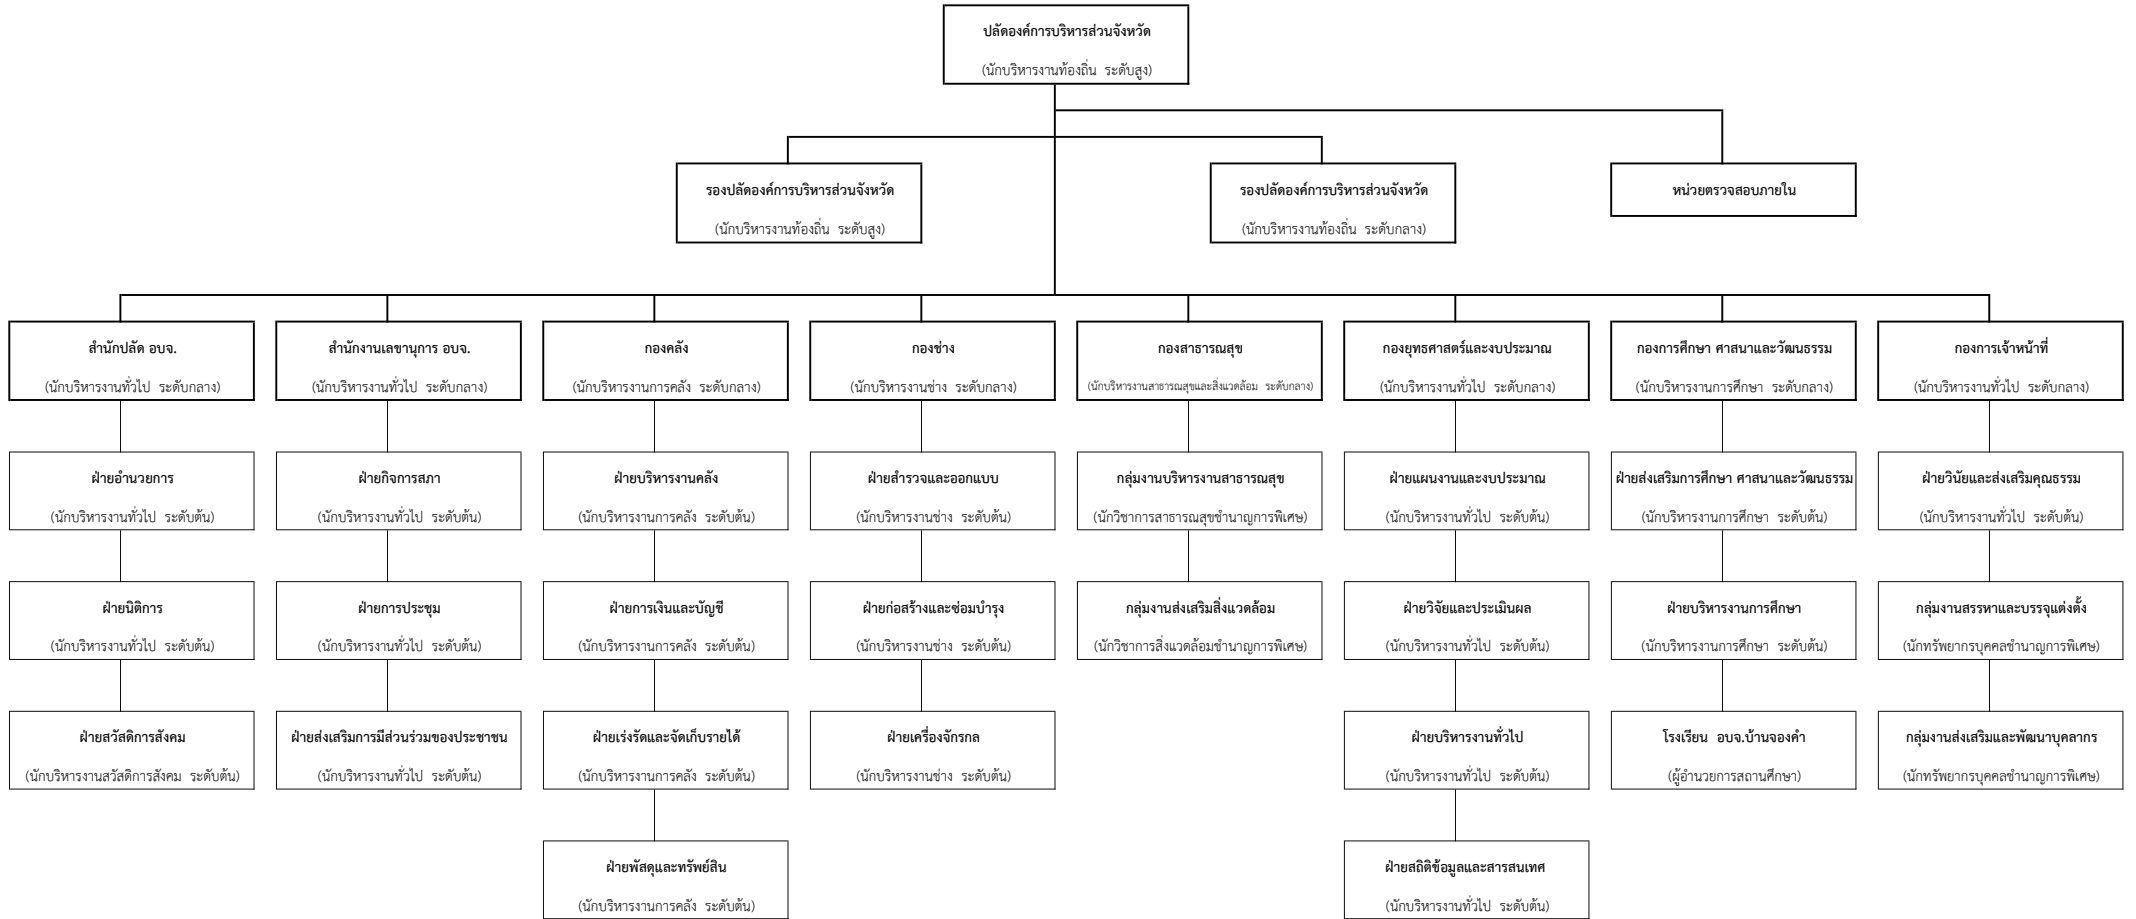 ปลัดองค์การบริหารส่วนจังหวัด
(นักบริหารงานท้องถิ่น ระดับสูง)
รองปลัดองค์การบริหารส่วนจังหวัด
(นักบริหารงานท้องถิ่น ระดับสูง)
รองปลัดองค์การบริหารส่วนจังหวัด
(นักบริหารงานท้องถิ่น ระดับกลาง)
หน่วยตรวจสอบภายใน
สำนักปลัด อบจ.
(นักบริหารงานทั่วไป ระดับกลาง)
สำนักงานเลขานุการ อบจ.
(นักบริหารงานทั่วไป ระดับกลาง)
กองคลัง
(นักบริหารงานการคลัง ระดับกลาง)
กองช่าง
(นักบริหารงานช่าง ระดับกลาง)
กองสาธารณสุข
(นักบริหารงานสาธารณสุขและสิ่งแวดล้อม ระดับกลาง)
กองยุทธศาสตร์และงบประมาณ
(นักบริหารงานทั่วไป ระดับกลาง)
กองการศึกษา ศาสนาและวัฒนธรรม
(นักบริหารงานการศึกษา ระดับกลาง)
กองการเจ้าหน้าที่
(นักบริหารงานทั่วไป ระดับกลาง)
ฝ่ายอำนวยการ
(นักบริหารงานทั่วไป ระดับต้น)
ฝ่ายกิจการสภา
(นักบริหารงานทั่วไป ระดับต้น)
ฝ่ายบริหารงานคลัง
(นักบริหารงานการคลัง ระดับต้น)
ฝ่ายสำรวจและออกแบบ
(นักบริหารงานช่าง ระดับต้น)
กลุ่มงานบริหารงานสาธารณสุข
(นักวิชาการสาธารณสุขชำนาญการพิเศษ)
ฝ่ายแผนงานและงบประมาณ
(นักบริหารงานทั่วไป ระดับต้น)
ฝ่ายส่งเสริมการศึกษา ศาสนาและวัฒนธรรม
(นักบริหารงานการศึกษา ระดับต้น)
ฝ่ายวินัยและส่งเสริมคุณธรรม
(นักบริหารงานทั่วไป ระดับต้น)
ฝ่ายนิติการ
(นักบริหารงานทั่วไป ระดับต้น)
ฝ่ายการประชุม
(นักบริหารงานทั่วไป ระดับต้น)
ฝ่ายการเงินและบัญชี
(นักบริหารงานการคลัง ระดับต้น)
ฝ่ายก่อสร้างและซ่อมบำรุง
(นักบริหารงานช่าง ระดับต้น)
กลุ่มงานส่งเสริมสิ่งแวดล้อม
(นักวิชาการสิ่งแวดล้อมชำนาญการพิเศษ)
ฝ่ายวิจัยและประเมินผล
(นักบริหารงานทั่วไป ระดับต้น)
ฝ่ายบริหารงานการศึกษา
(นักบริหารงานการศึกษา ระดับต้น)
กลุ่มงานสรรหาและบรรจุแต่งตั้ง
(นักทรัพยากรบุคคลชำนาญการพิเศษ)
ฝ่ายสวัสดิการสังคม
(นักบริหารงานสวัสดิการสังคม ระดับต้น)
ฝ่ายส่งเสริมการมีส่วนร่วมของประชาชน
(นักบริหารงานทั่วไป ระดับต้น)
ฝ่ายเร่งรัดและจัดเก็บรายได้
(นักบริหารงานการคลัง ระดับต้น)
ฝ่ายเครื่องจักรกล
(นักบริหารงานช่าง ระดับต้น)
ฝ่ายบริหารงานทั่วไป
(นักบริหารงานทั่วไป ระดับต้น)
โรงเรียน อบจ.บ้านจองคำ
(ผู้อำนวยการสถานศึกษา)
กลุ่มงานส่งเสริมและพัฒนาบุคลากร
(นักทรัพยากรบุคคลชำนาญการพิเศษ)
ฝ่ายพัสดุและทรัพย์สิน
(นักบริหารงานการคลัง ระดับต้น)
ฝ่ายสถิติข้อมูลและสารสนเทศ
(นักบริหารงานทั่วไป ระดับต้น)